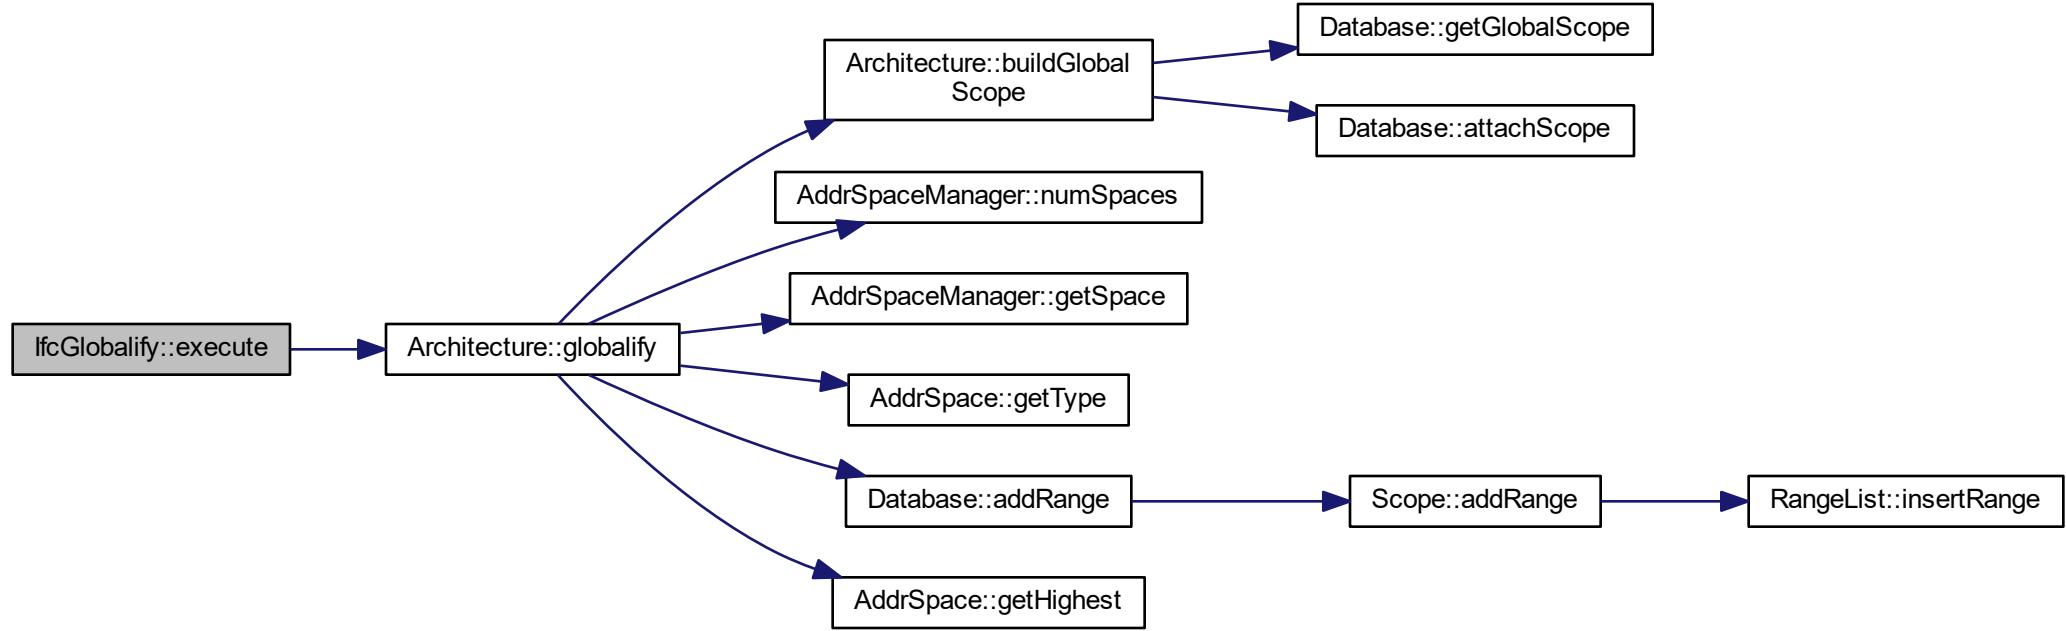 Database::getGlobalScope
Architecture::buildGlobal
Scope
Database::attachScope
AddrSpaceManager::numSpaces
AddrSpaceManager::getSpace
IfcGlobalify::execute
Architecture::globalify
AddrSpace::getType
Database::addRange
Scope::addRange
RangeList::insertRange
AddrSpace::getHighest